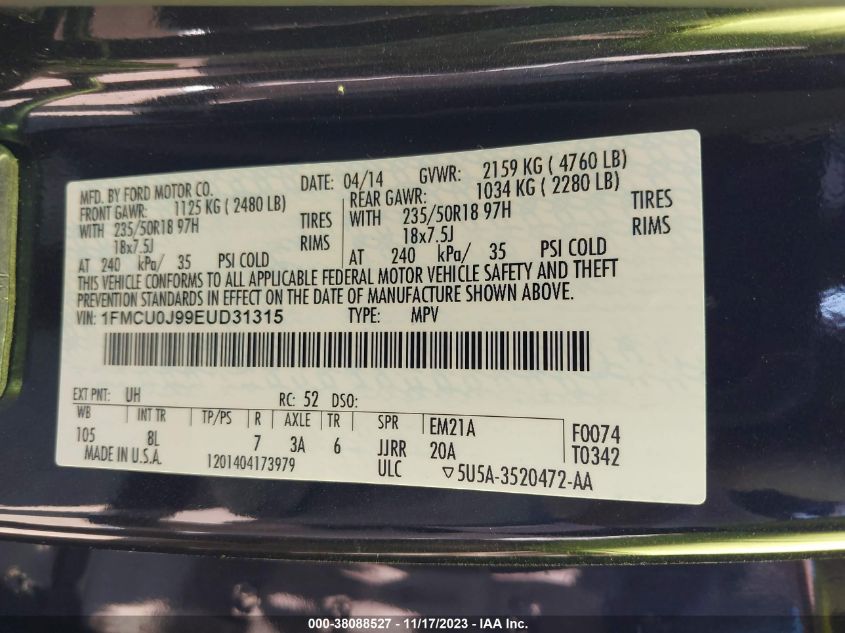 MFD. BY FORD MOTOR CO.
DATE: 04/14 GVWR: 2159 KG ( 4760 LB)
FRONT GAWR: 1125 KG ( 2480 LB) REAR GAWR: 1034 KG ( 2280 LB)
WITH 235/50R18 97H TIRES WITH 235/50R18 97H TIRES
18x7.5J RIMS 18x7.5J RIMS
AT 240 kPa/ 35 PSI COLD AT 240 kPa/ 35 PSI COLD
THIS VEHICLE CONFORMS TO ALL APPLICABLE FEDERAL MOTOR VEHICLE SAFETY AND THEFT
PREVENTION STANDARDS IN EFFECT ON THE DATE OF MANUFACTURE SHOWN ABOVE.
VIN: 1FMCU0J99EUD31315 TYPE: MPV
EXT PNT: UH RC: 52 DSO:
WB INT TR TP/PS R AXLE TR SPR EM21A F0074
105 8L 7 3A 6 JJRR 20A T0342
MADE IN U.S.A. 1201404173979 ULC ▽5U5A-3520472-AA
000-38088527 - 11/17/2023 - IAA Inc.